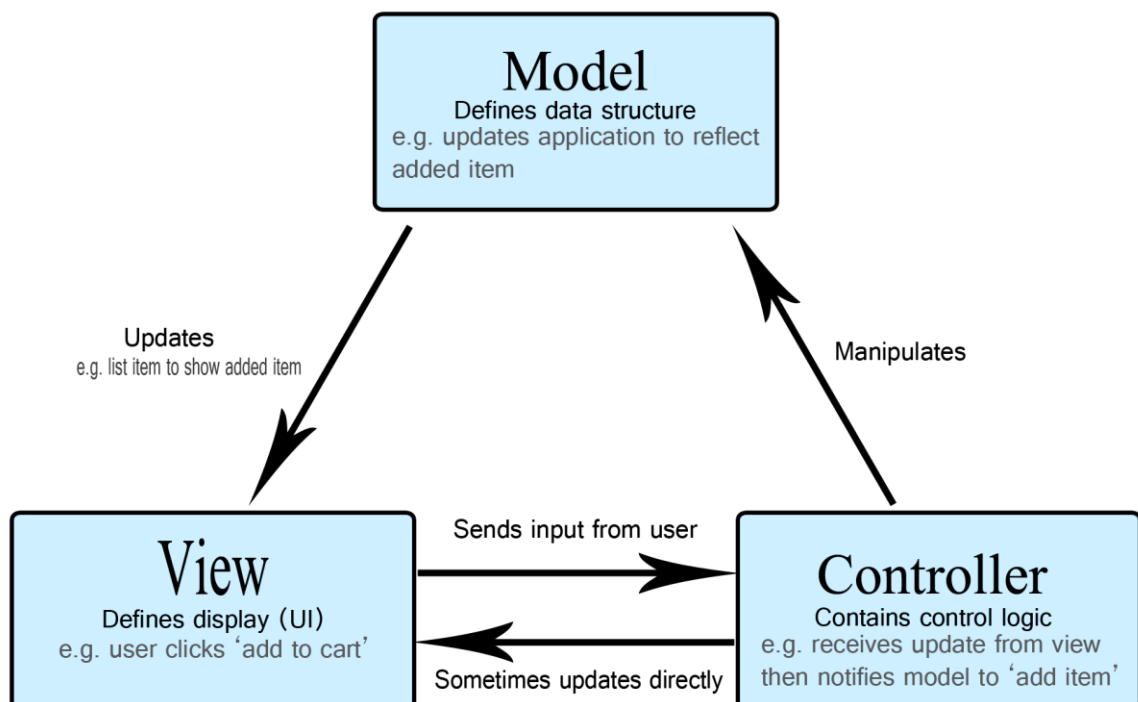 Model
Defines data structure
e.g. updates application to reflect
added item
Updates
e.g. list item to show added item
Manipulates
View
Defines display (UI)
e.g. user clicks ‘add to cart’
Sends input from user
Sometimes updates directly
Controller
Contains control logic
e.g. receives update from view
then notifies model to ‘add item’